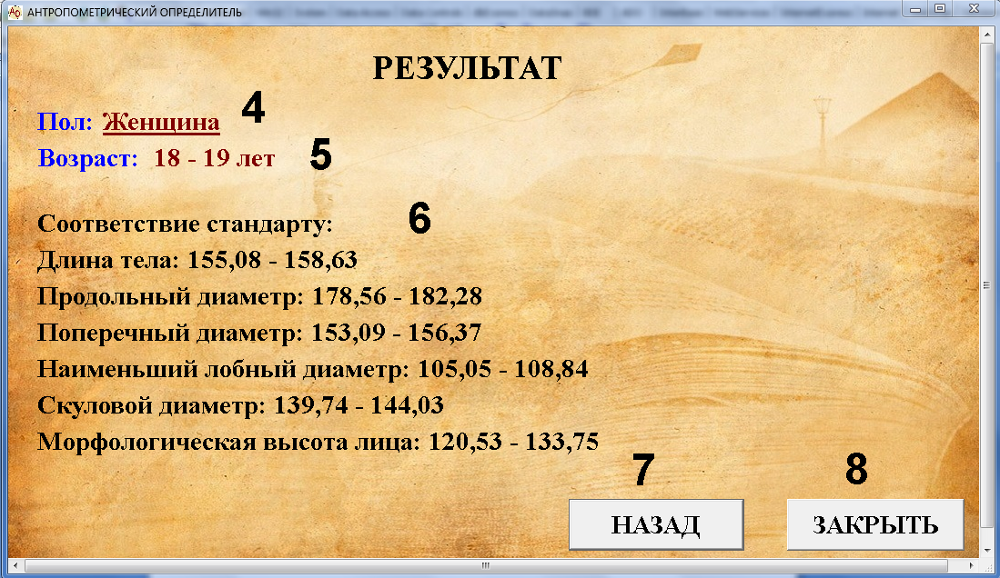 АО АНТРОПОМЕТРИЧЕСКИЙ ОПРЕДЕЛИТЕЛЬ
РЕЗУЛЬТАТ
Пол: Женщина 4
Возраст: 18 - 19 лет 5
Соответствие стандарту: 6
Длина тела: 155,08 - 158,63
Продольный диаметр: 178,56 - 182,28
Поперечный диаметр: 153,09 - 156,37
Наименьший лобный диаметр: 105,05 - 108,84
Скуловой диаметр: 139,74 - 144,03
Морфологическая высота лица: 120,53 - 133,75
7 8
НАЗАД ЗАКРЫТЬ